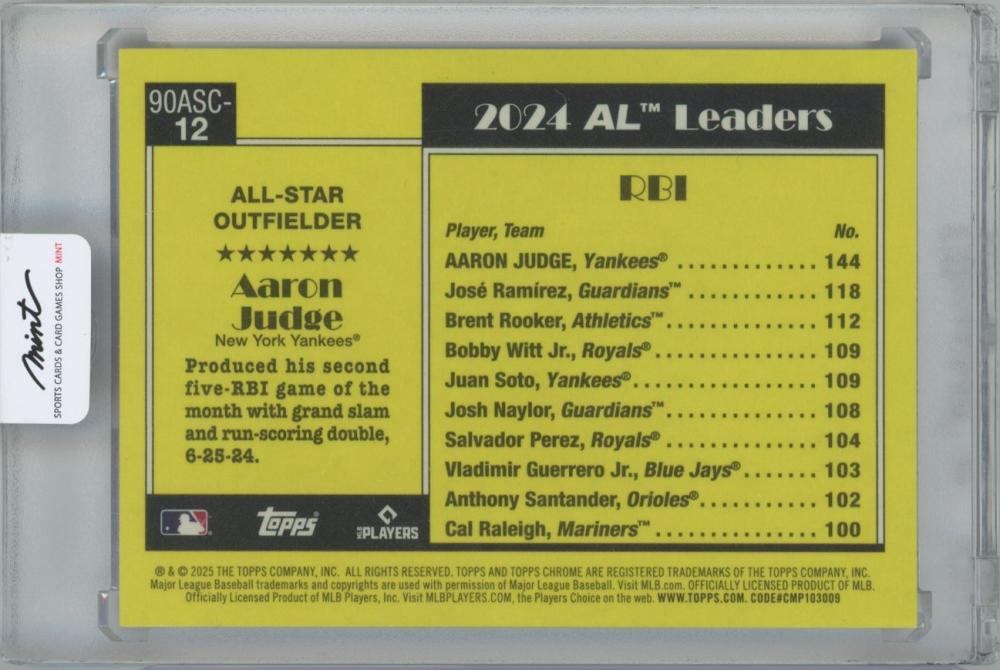 90ASC-
12
ALL-STAR
OUTFIELDER
★★★★★★★
Aaron
Judge
New York Yankees®
Produced his second
five-RBI game of the
month with grand slam
and run-scoring double,
6-25-24.
topps®
MLB PLAYERS
2024 AL™ Leaders
RBI
Player, Team No.
AARON JUDGE, Yankees® .............. 144
José Ramírez, Guardians™ ............. 118
Brent Rooker, Athletics™ ............... 112
Bobby Witt Jr., Royals® ................ 109
Juan Soto, Yankees® .................. 109
Josh Naylor, Guardians™ ............... 108
Salvador Perez, Royals® ............... 104
Vladimir Guerrero Jr., Blue Jays® ....... 103
Anthony Santander, Orioles® ........... 102
Cal Raleigh, Mariners™ ................ 100
® & © 2025 THE TOPPS COMPANY, INC. ALL RIGHTS RESERVED. TOPPS AND TOPPS CHROME ARE REGISTERED TRADEMARKS OF THE TOPPS COMPANY, INC.
Major League Baseball trademarks and copyrights are used with permission of Major League Baseball. Visit MLB.com. OFFICIALLY LICENSED PRODUCT OF MLB.
Officially Licensed Product of MLB Players, Inc. Visit MLBPLAYERS.COM, the Players Choice on the web. WWW.TOPPS.COM. CODE#CMP103009
mint
SPORTS CARDS & CARD GAMES SHOP MINT